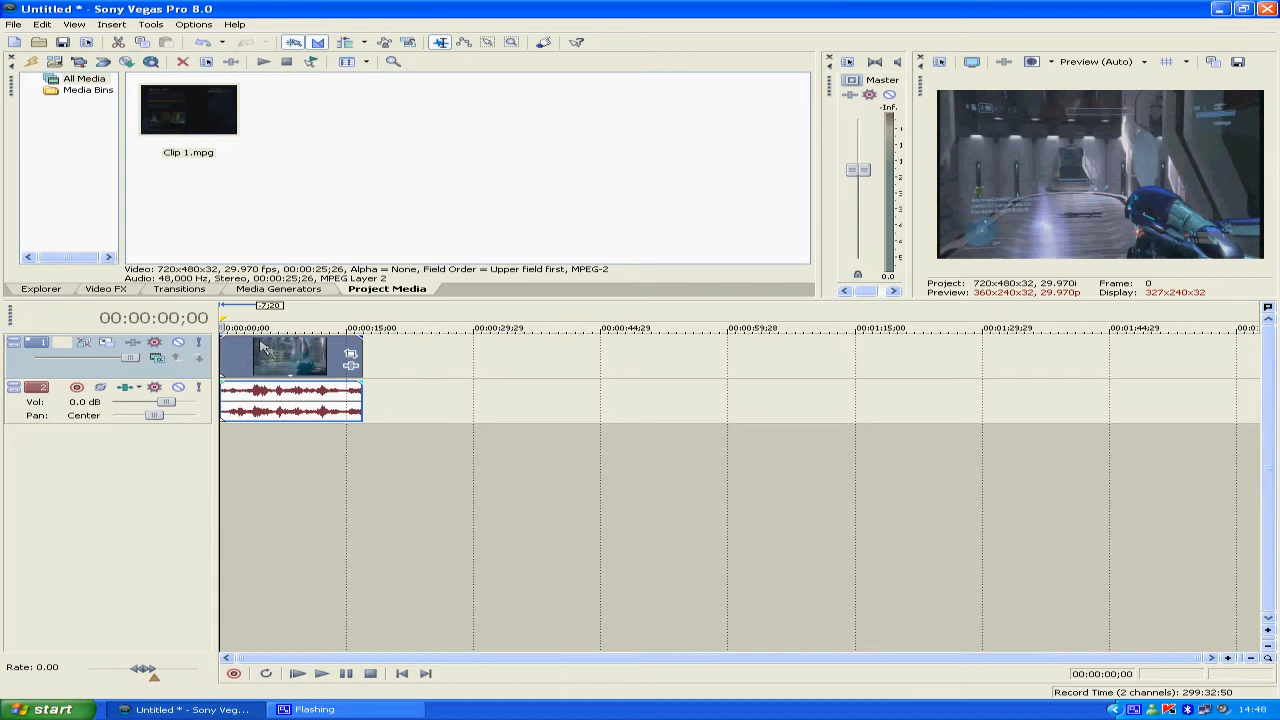 Untitled * - Sony Vegas Pro 8.0
File Edit View Insert Tools Options Help
All Media
Media Bins
Clip 1.mpg
Master
Preview (Auto)
-Inf.
0.0
Video: 720x480x32, 29.970 fps, 00:00:25;26, Alpha = None, Field Order = Upper field first, MPEG-2
Audio: 48,000 Hz, Stereo, 00:00:25;26, MPEG Layer 2
Explorer Video FX Transitions Media Generators Project Media
Project: 720x480x32, 29.970i Frame: 0
Preview: 360x240x32, 29.970p Display: 327x240x32
-7;20
00:00:00;00
00:00:00;00 00:00:15;00 00:00:29;29 00:00:44;29 00:00:59;28 00:01:15;00 00:01:29;29 00:01:44;29
1
2
Vol: 0.0 dB
Pan: Center
Rate: 0.00
00:00:00;00
Record Time (2 channels): 299:32:50
start Untitled * - Sony Vegas... Flashing 14:48